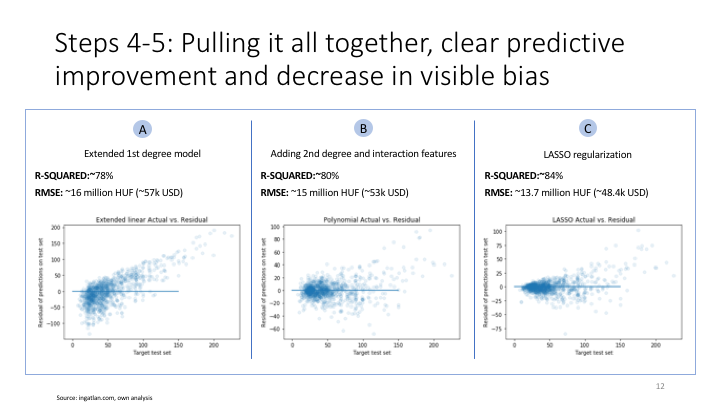 Steps 4-5: Pulling it all together, clear predictive
improvement and decrease in visible bias
A
Extended 1st degree model
R-SQUARED:~78%
RMSE: ~16 million HUF (~57k USD)
Extended linear Actual vs. Residual
Residual of predictions on test set
200
150
100
50
0
−50
−100
0
50
100
150
200
Target test set
B
Adding 2nd degree and interaction features
R-SQUARED:~80%
RMSE: ~15 million HUF (~53k USD)
Polynomial Actual vs. Residual
Residual of predictions on test set
100
80
60
40
20
0
−20
−40
−60
0
50
100
150
200
Target test set
C
LASSO regularization
R-SQUARED:~84%
RMSE: ~13.7 million HUF (~48.4k USD)
LASSO Actual vs. Residual
Residual of predictions on test set
100
75
50
25
0
−25
−50
−75
0
50
100
150
200
Target test set
12
Source: ingatlan.com, own analysis